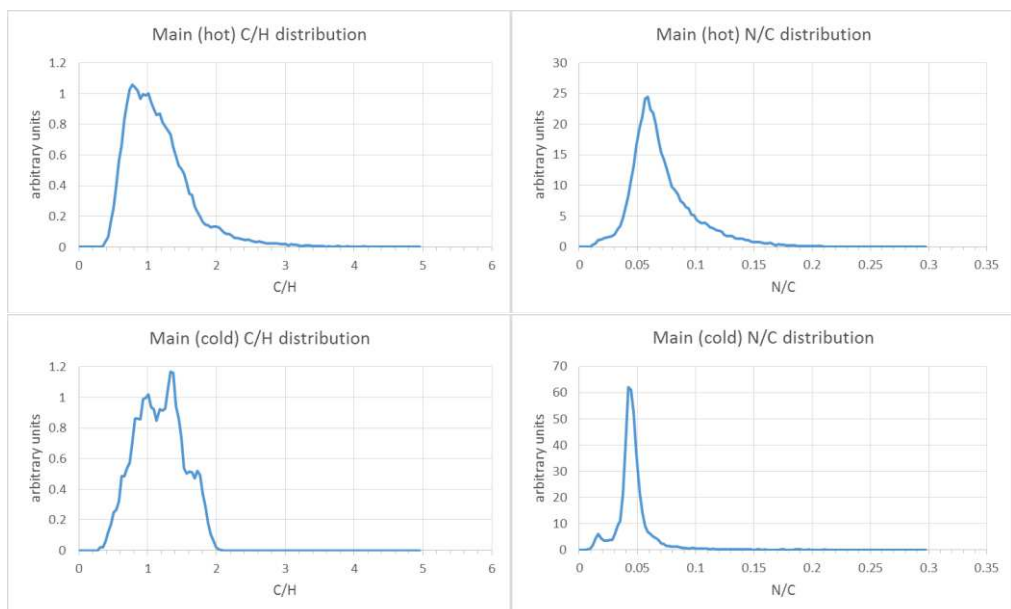 Main (hot) C/H distribution
arbitrary units
1.2
1
0.8
0.6
0.4
0.2
0
0 1 2 3 4 5 6
C/H
Main (hot) N/C distribution
arbitrary units
30
25
20
15
10
5
0
0 0.05 0.1 0.15 0.2 0.25 0.3 0.35
N/C
Main (cold) C/H distribution
arbitrary units
1.2
1
0.8
0.6
0.4
0.2
0
0 1 2 3 4 5 6
C/H
Main (cold) N/C distribution
arbitrary units
70
60
50
40
30
20
10
0
0 0.05 0.1 0.15 0.2 0.25 0.3 0.35
N/C